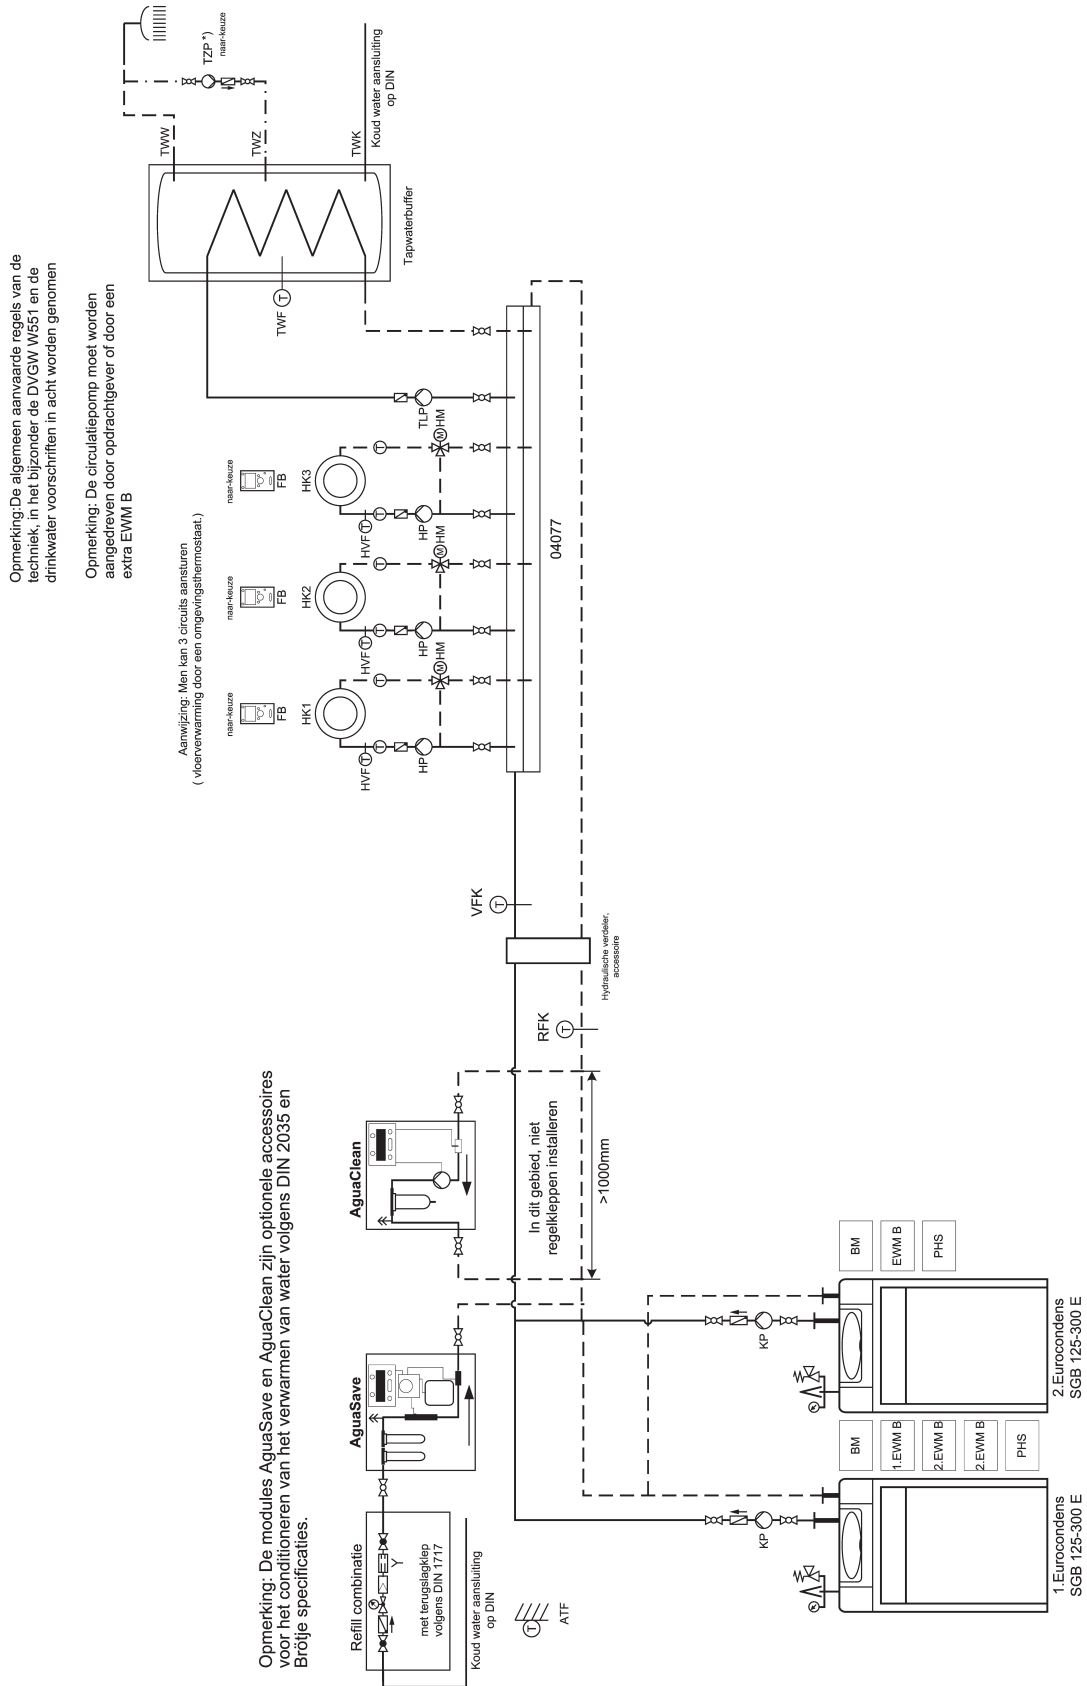 Opmerking:De algemeen aanvaarde regels van de
techniek, in het bijzonder de DVGW W551 en de
drinkwater voorschriften in acht worden genomen
Opmerking: De circulatiepomp moet worden
aangedreven door opdrachtgever of door een
extra EWM B
TZP *)
naar-keuze
TWW
TWZ
TWK
Koud water aansluiting
op DIN
Tapwaterbuffer
TWF
T
Aanwijzing: Men kan 3 circuits aansturen
( vloerverwarming door een omgevingsthermostaat.)
naar-keuze
FB
HK1
HVF
T
T
T
HP
M
HM
naar-keuze
FB
HK2
HVF
T
T
T
HP
M
HM
naar-keuze
FB
HK3
HVF
T
T
T
HP
M
HM
TLP
04077
VFK
T
Hydraulische verdeler,
accessoire
RFK
T
Opmerking: De modules AguaSave en AguaClean zijn optionele accessoires
voor het conditioneren van het verwarmen van water volgens DIN 2035 en
Brötje specificaties.
AguaClean
In dit gebied, niet
regelkleppen installeren
>1000mm
AguaSave
Refill combinatie
met terugslagklep
volgens DIN 1717
Koud water aansluiting
op DIN
T
ATF
KP
KP
BM
1.EWM B
2.EWM B
2.EWM B
PHS
1.Eurocondens
SGB 125-300 E
BM
EWM B
PHS
2.Eurocondens
SGB 125-300 E